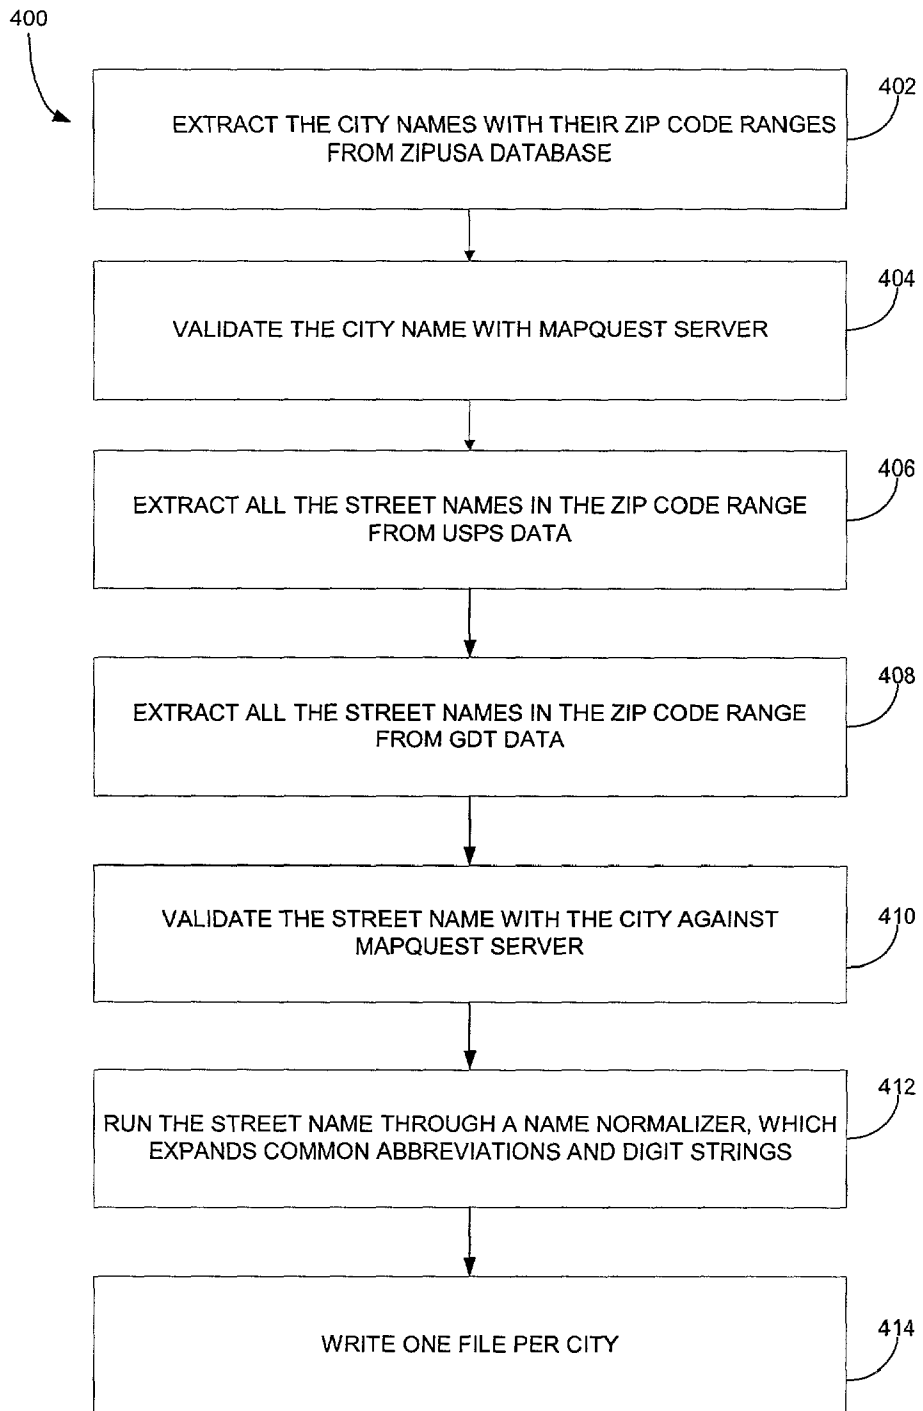 400
EXTRACT THE CITY NAMES WITH THEIR ZIP CODE RANGES
FROM ZIPUSA DATABASE
402
VALIDATE THE CITY NAME WITH MAPQUEST SERVER
404
EXTRACT ALL THE STREET NAMES IN THE ZIP CODE RANGE
FROM USPS DATA
406
EXTRACT ALL THE STREET NAMES IN THE ZIP CODE RANGE
FROM GDT DATA
408
VALIDATE THE STREET NAME WITH THE CITY AGAINST
MAPQUEST SERVER
410
RUN THE STREET NAME THROUGH A NAME NORMALIZER, WHICH
EXPANDS COMMON ABBREVIATIONS AND DIGIT STRINGS
412
WRITE ONE FILE PER CITY
414